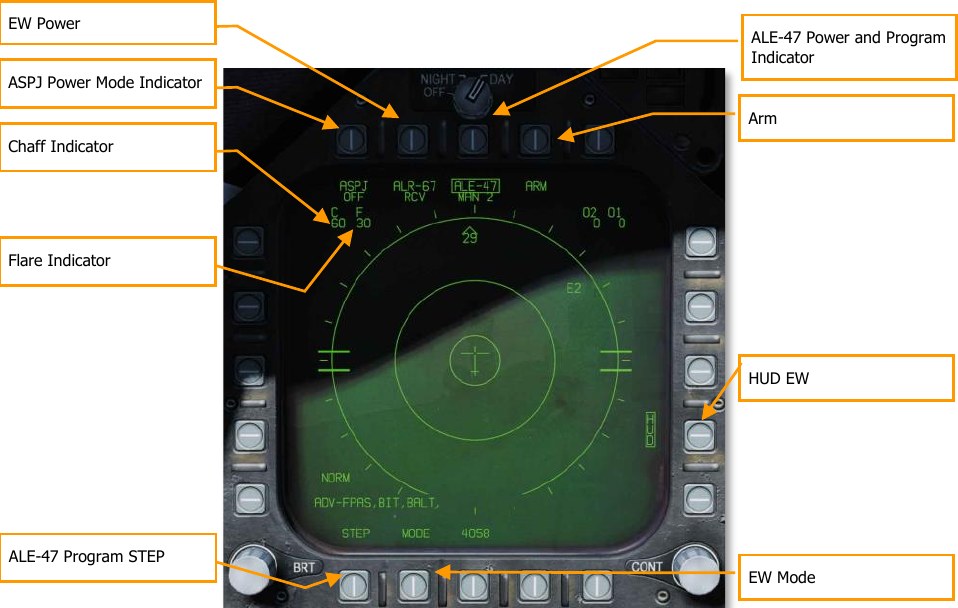 EW Power
ALE-47 Power and Program
Indicator
ASPJ Power Mode Indicator
Arm
Chaff Indicator
Flare Indicator
HUD EW
ALE-47 Program STEP
EW Mode
NIGHT DAY
OFF
ASPJ ALR-67 ALE-47 ARM
OFF RCV MAN 2
C F O2 O1
60 30 0 0
29
E2
HUD
NORM
ADV-FPAS,BIT,BALT,
STEP MODE 4058
BRT CONT